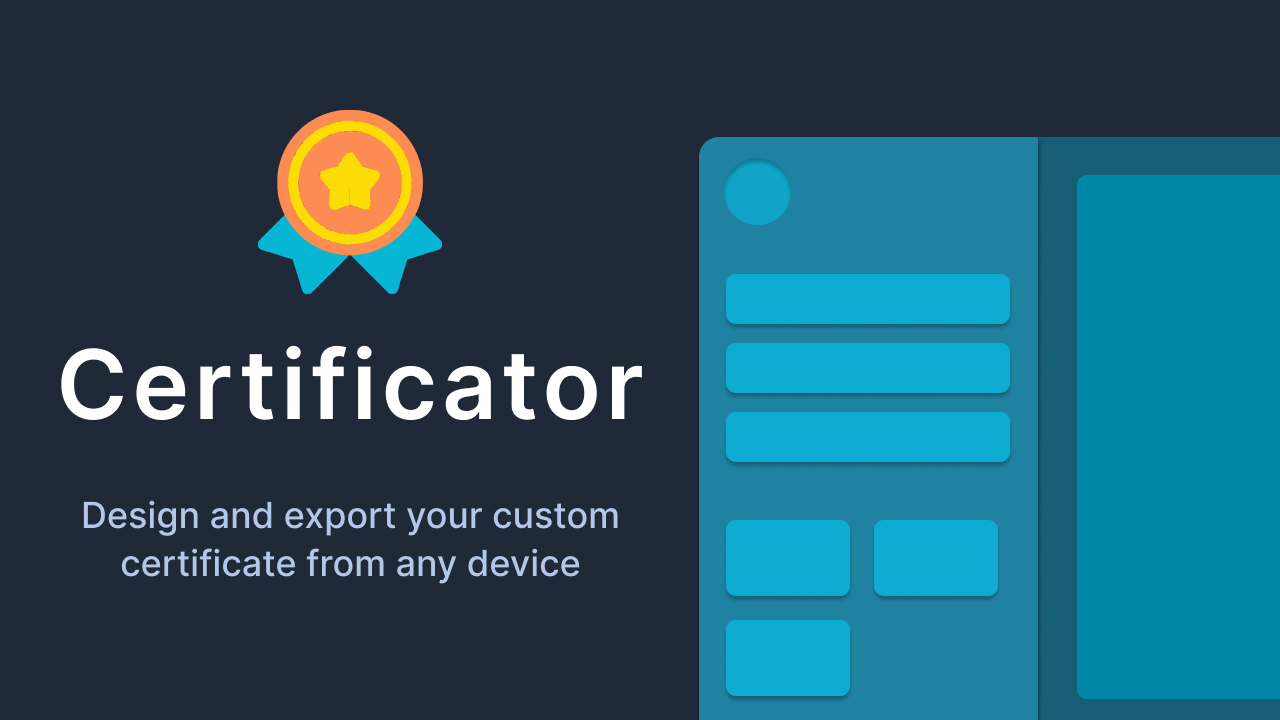 Certificator
Design and export your custom
certificate from any device